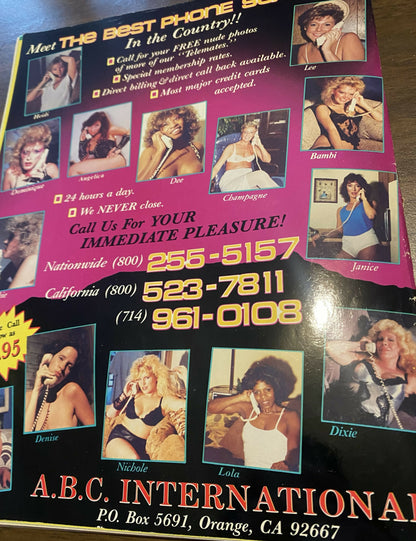 Meet THE BEST PHONE
In the Country!!
Call for your FREE nude photos
of more of our "Telemates."
Special membership rates.
Direct billing & direct call back available.
Most major credit cards
accepted.
Heidi
Lee
Dominique
Angelica
Dee
Champagne
Bambi
24 hours a day.
We NEVER close.
Call Us For YOUR
IMMEDIATE PLEASURE!
Janice
Nationwide (800) 255-5157
California (800) 523-7811
(714) 961-0108
Call
as
.95
Denise
Nichole
Lola
Dixie
A.B.C. INTERNATIONA
P.O. Box 5691, Orange, CA 92667